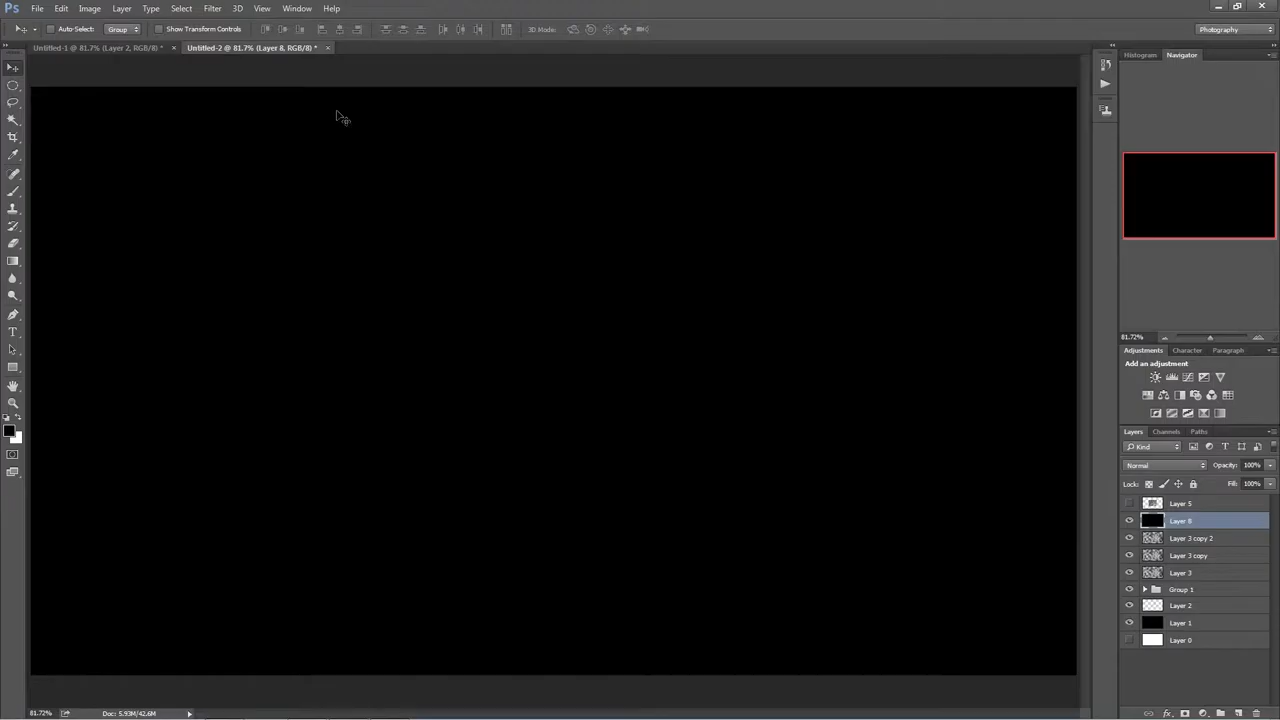 Ps File Edit Image Layer Type Select Filter 3D View Window Help
Auto-Select: Group Show Transform Controls 3D Mode: Photography
Untitled-1 @ 81.7% (Layer 2, RGB/8) * × Untitled-2 @ 81.7% (Layer 8, RGB/8) * ×
Histogram Navigator
81.72%
Adjustments Character Paragraph
Add an adjustment
Layers Channels Paths
Kind
Normal Opacity: 100%
Lock: Fill: 100%
Layer 5
Layer 8
Layer 3 copy 2
Layer 3 copy
Layer 3
Group 1
Layer 2
Layer 1
Layer 0
81.72% Doc: 5.93M/42.6M